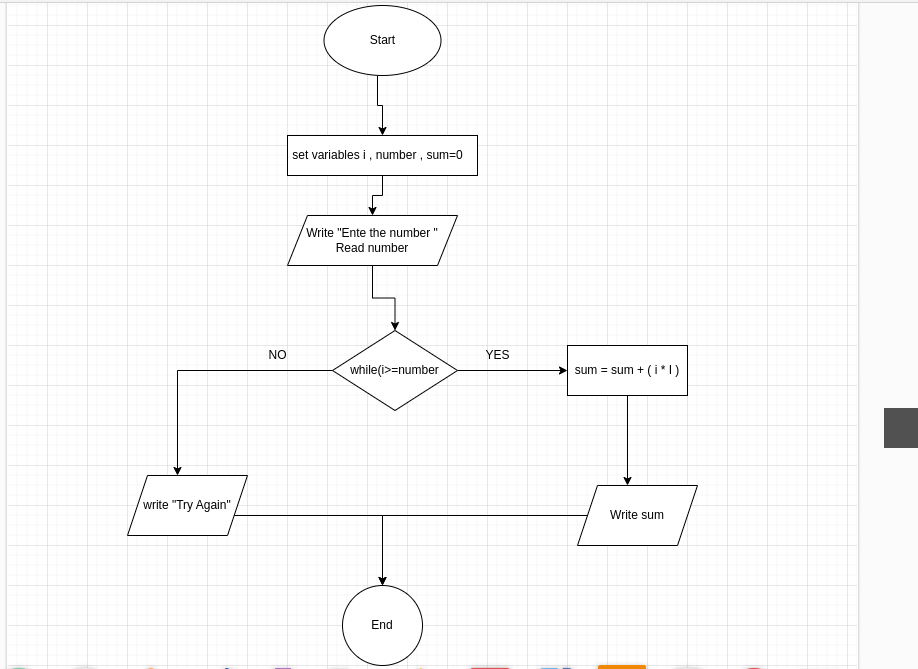 Start
set variables i , number , sum=0
Write "Ente the number "
Read number
NO
YES
while(i>=number
sum = sum + ( i * I )
write "Try Again"
Write sum
End